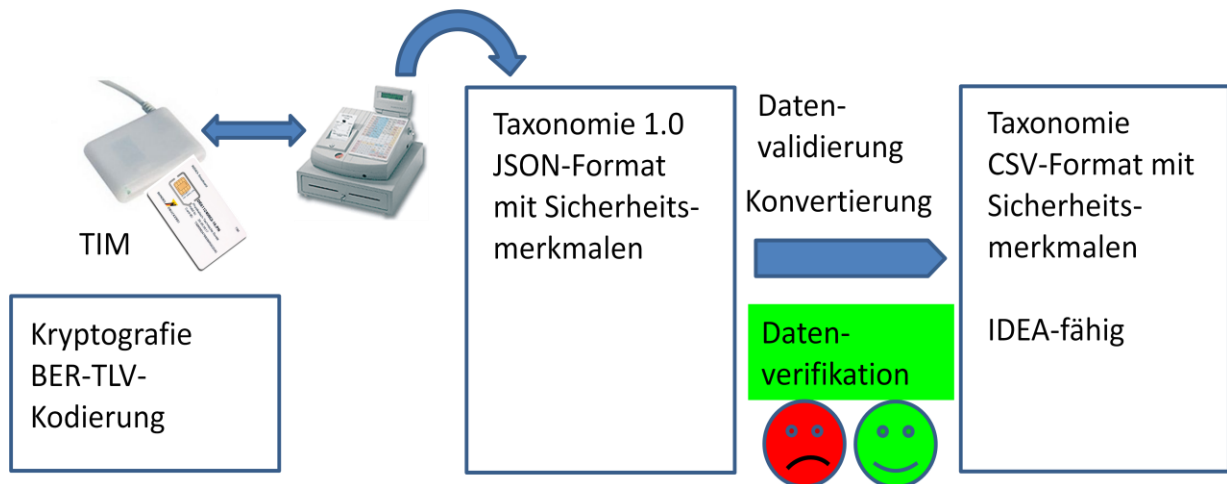 TIM
Kryptografie
BER-TLV-
Kodierung
Taxonomie 1.0
JSON-Format
mit Sicherheits-
merkmalen
Daten-
validierung
Konvertierung
Daten-
verifikation
Taxonomie
CSV-Format mit
Sicherheits-
merkmalen
IDEA-fähig